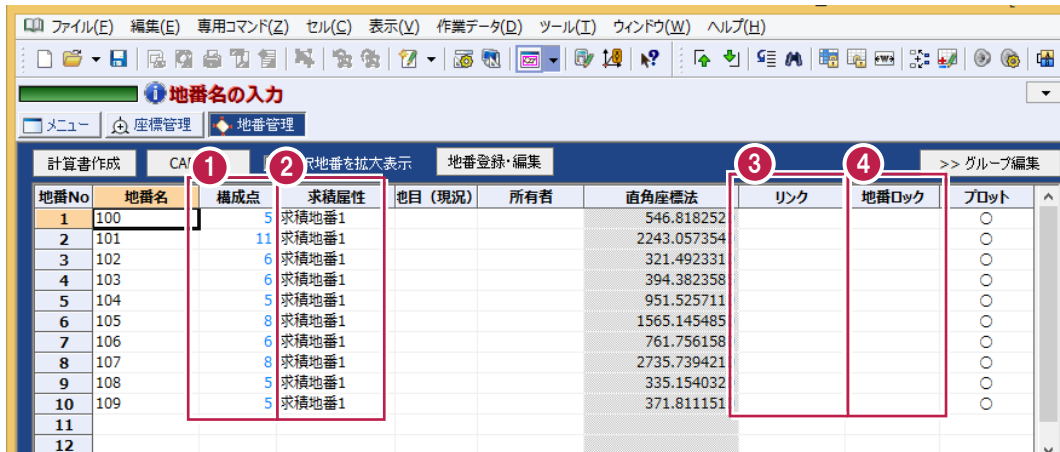 ファイル(F) 編集(E) 専用コマンド(Z) セル(C) 表示(V) 作業データ(D) ツール(T) ウィンドウ(W) ヘルプ(H)
地番名の入力
メニュー 座標管理 地番管理
計算書作成 CA 1 2 択地番を拡大表示 地番登録・編集 3 4 >> グループ編集
地番No 地番名 構成点 求積属性 地目（現況） 所有者 直角座標法 リンク 地番ロック プロット
1 100 5 求積地番1 546.818252 ○
2 101 11 求積地番1 2243.057354 ○
3 102 6 求積地番1 321.492331 ○
4 103 6 求積地番1 394.382358 ○
5 104 5 求積地番1 951.525711 ○
6 105 8 求積地番1 1565.145485 ○
7 106 6 求積地番1 761.756158 ○
8 107 8 求積地番1 2735.739421 ○
9 108 5 求積地番1 335.154032 ○
10 109 5 求積地番1 371.811151 ○
11
12